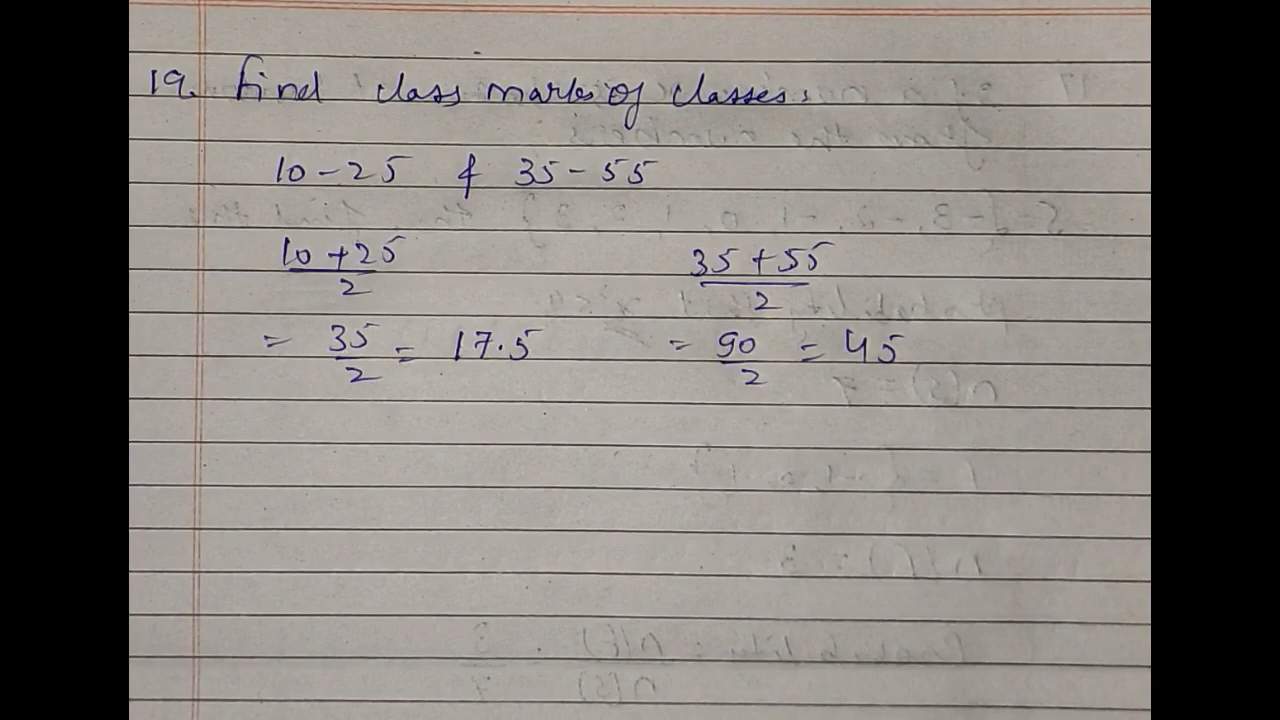 19. Find class marks of classes:
10-25 & 35-55
10+25/2 35+55/2
= 35/2 = 17.5 = 90/2 = 45